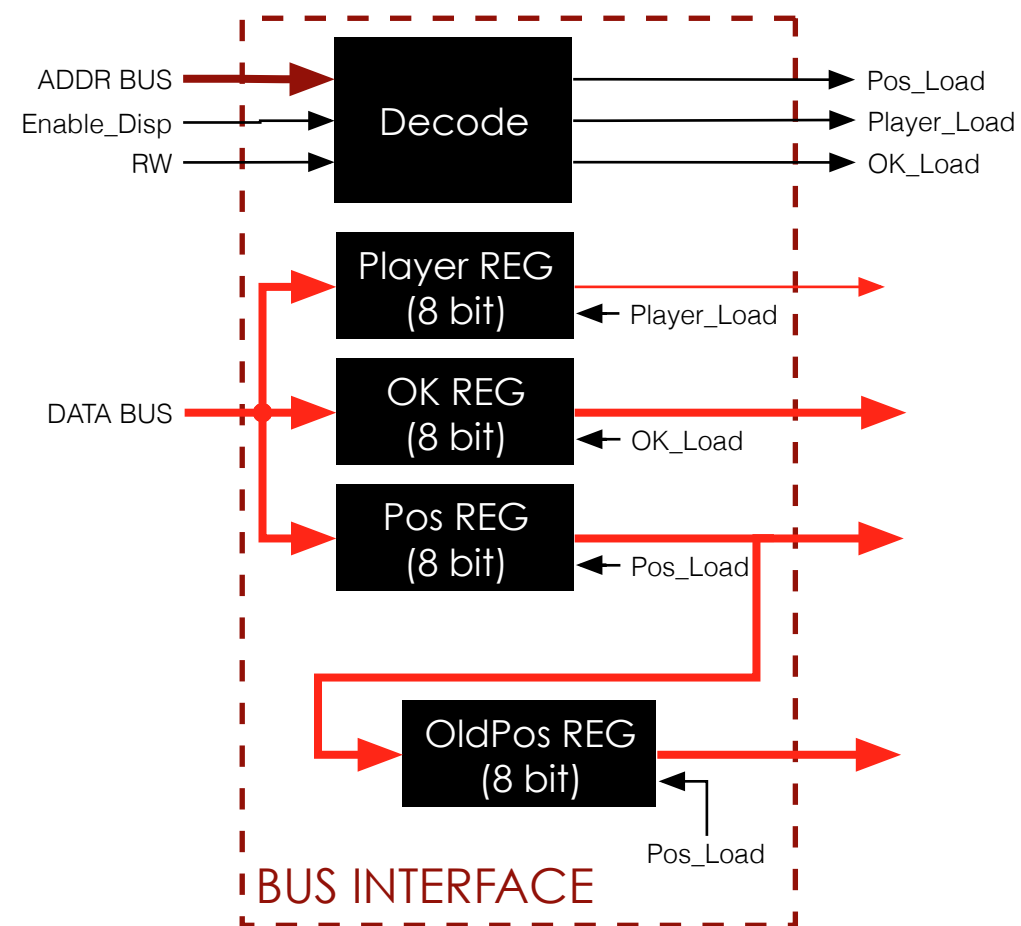 ADDR BUS
Enable_Disp
RW
Decode
Pos_Load
Player_Load
OK_Load
Player REG
(8 bit)
Player_Load
DATA BUS
OK REG
(8 bit)
OK_Load
Pos REG
(8 bit)
Pos_Load
OldPos REG
(8 bit)
Pos_Load
BUS INTERFACE